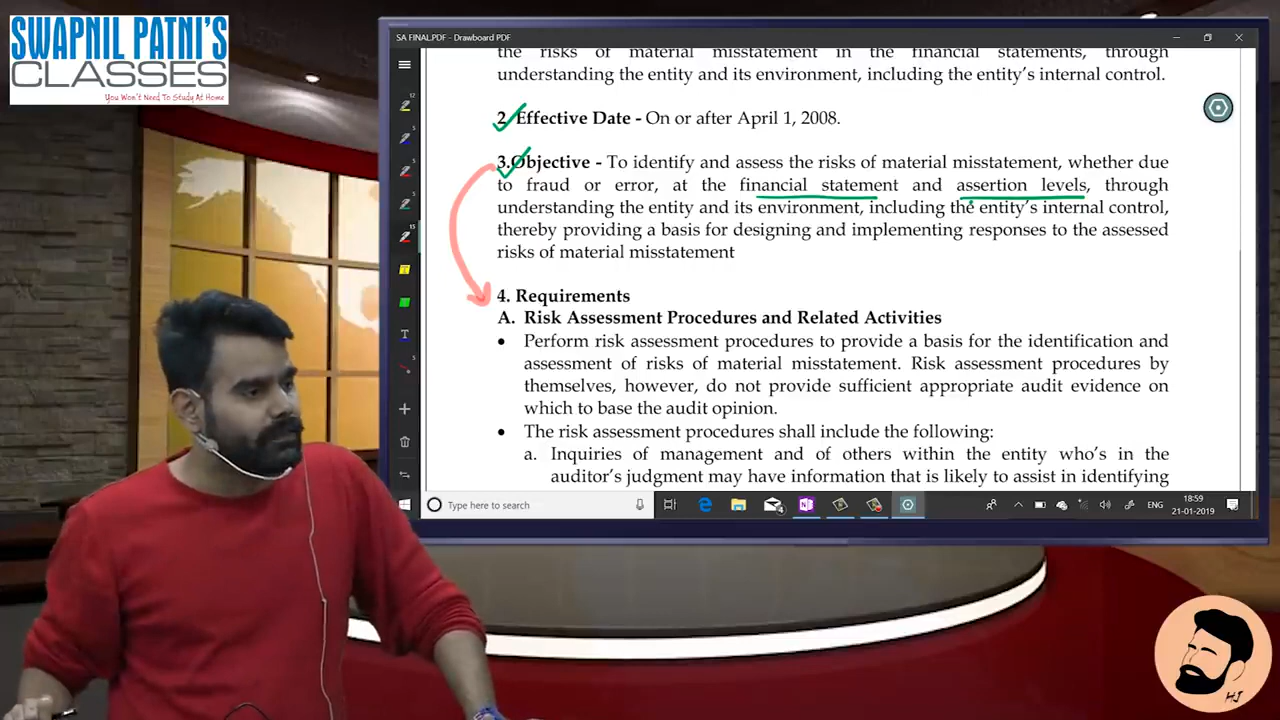 SWAPNIL PATNI'S
CLASSES
You Won't Need To Study At Home
SA FINAL.PDF - Drawboard PDF
the risks of material misstatement in the financial statements, through
understanding the entity and its environment, including the entity's internal control.
2. Effective Date - On or after April 1, 2008.
3.Objective - To identify and assess the risks of material misstatement, whether due
to fraud or error, at the financial statement and assertion levels, through
understanding the entity and its environment, including the entity's internal control,
thereby providing a basis for designing and implementing responses to the assessed
risks of material misstatement
4. Requirements
A. Risk Assessment Procedures and Related Activities
• Perform risk assessment procedures to provide a basis for the identification and
assessment of risks of material misstatement. Risk assessment procedures by
themselves, however, do not provide sufficient appropriate audit evidence on
which to base the audit opinion.
• The risk assessment procedures shall include the following:
a. Inquiries of management and of others within the entity who's in the
auditor's judgment may have information that is likely to assist in identifying
Type here to search
ENG
18:59
21-01-2019
HJ